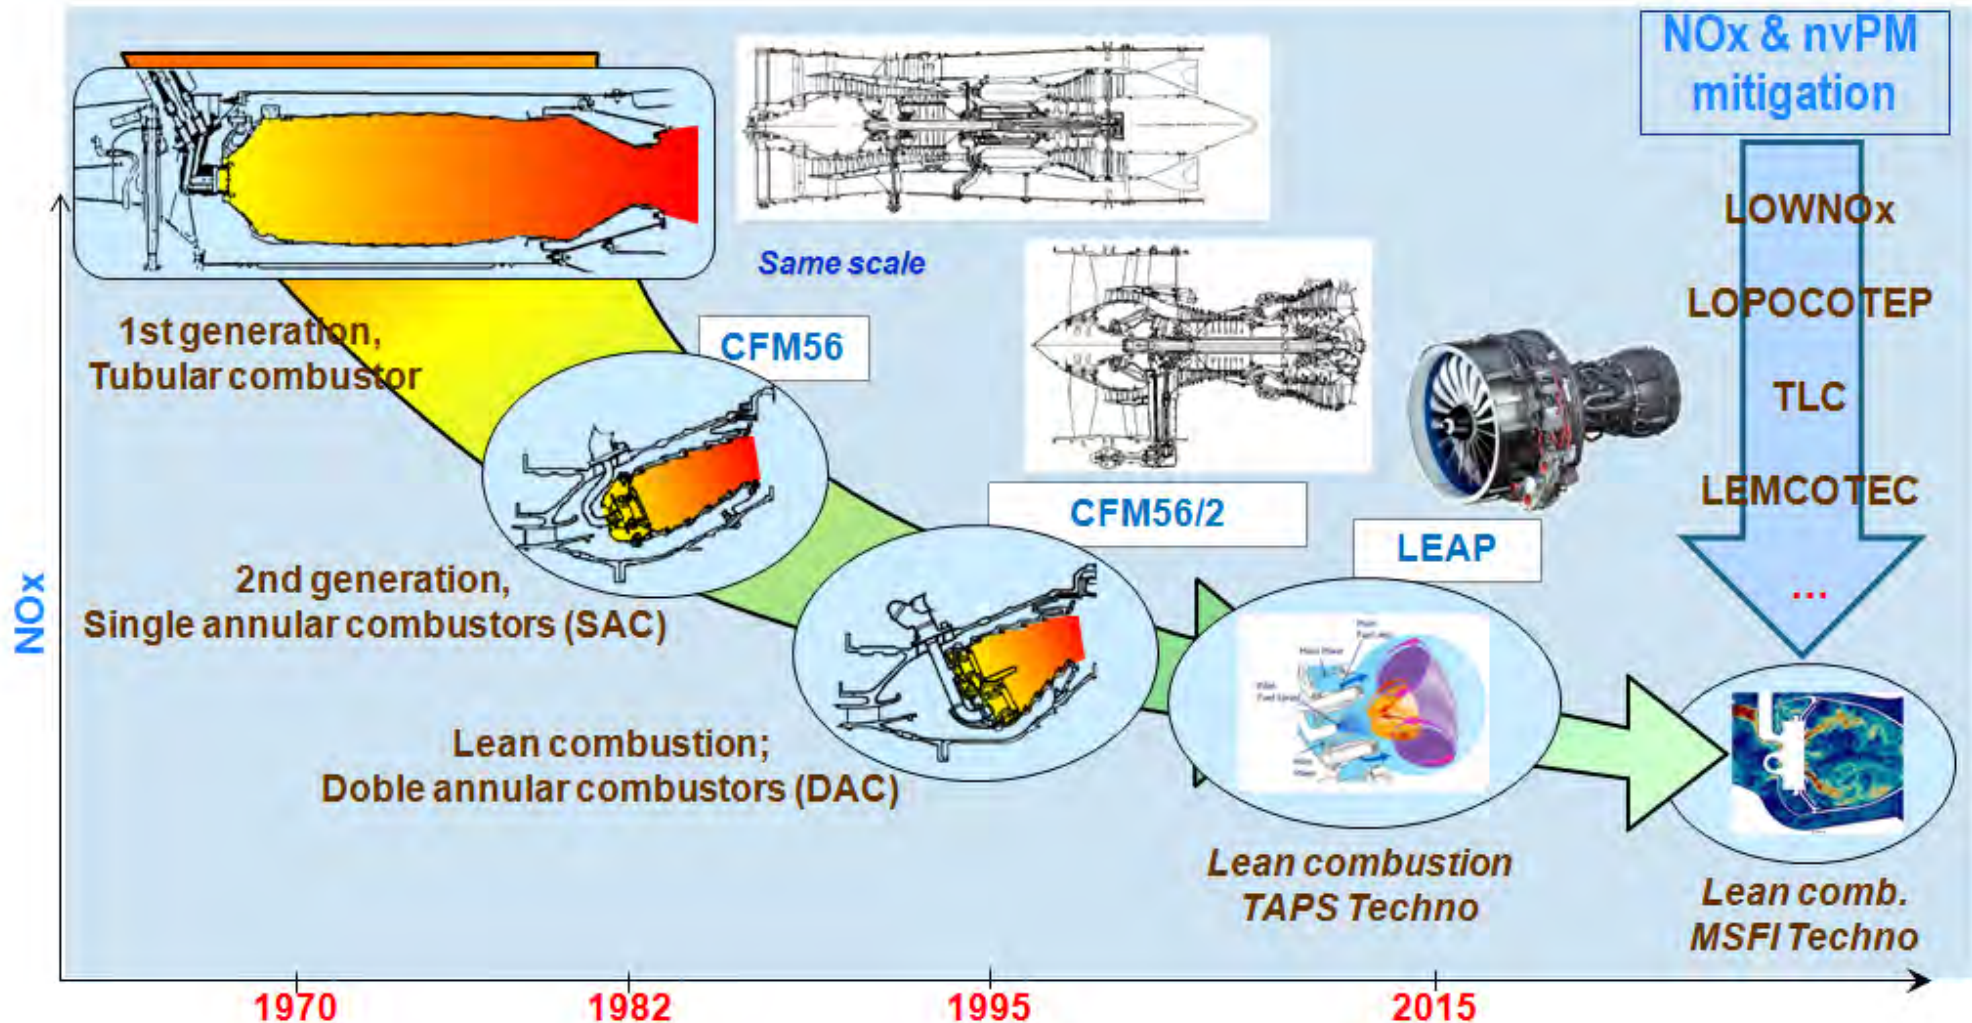 NOx & nvPM
mitigation
LOWNOx
LOPOCOTEP
TLC
LEMCOTEC
...
Same scale
1st generation,
Tubular combustor
CFM56
2nd generation,
Single annular combustors (SAC)
CFM56/2
Lean combustion;
Doble annular combustors (DAC)
LEAP
Main
Pilot
Lean combustion
TAPS Techno
Lean comb.
MSFI Techno
NOx
1970
1982
1995
2015